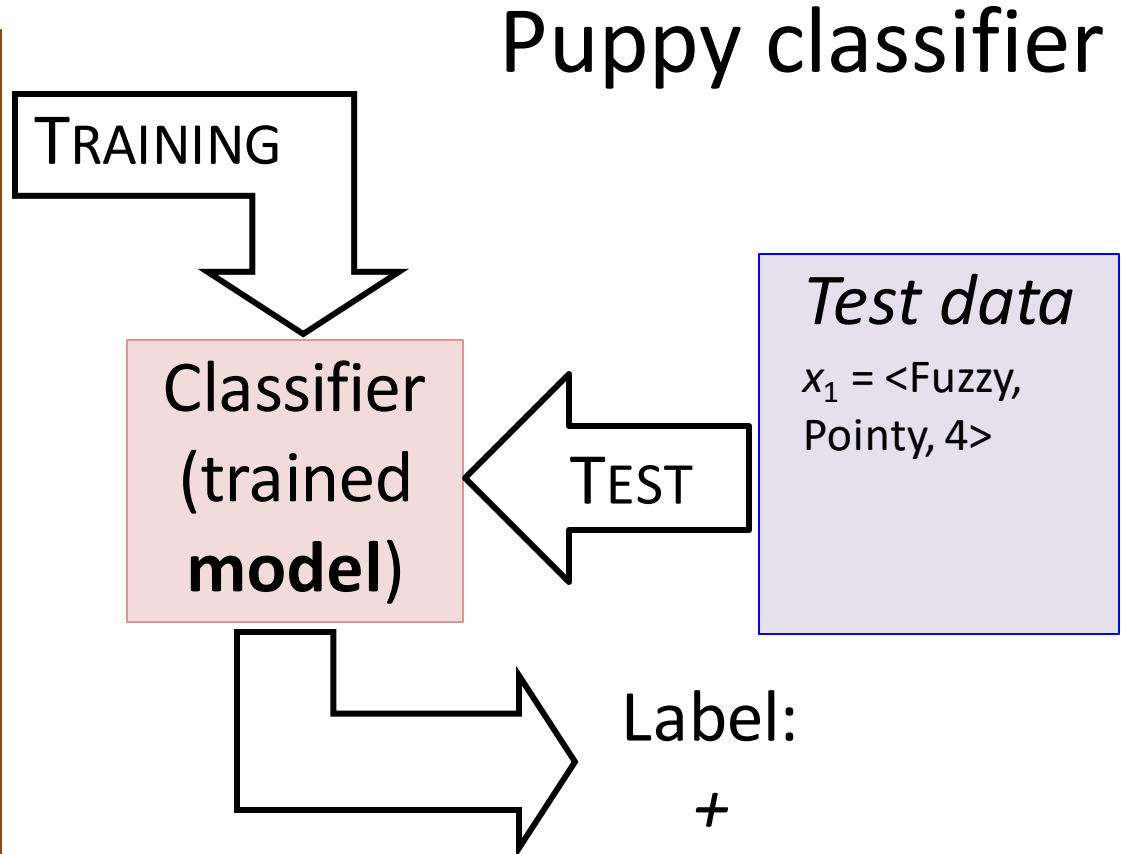 Puppy classifier
TRAINING
Test data
x₁ = <Fuzzy,
Pointy, 4>
Classifier
(trained
model)
TEST
Label:
+